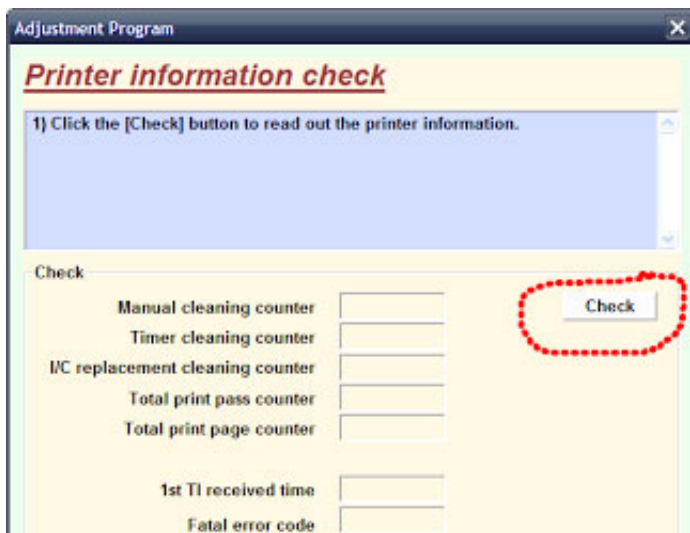 Adjustment Program
Printer information check
1) Click the [Check] button to read out the printer information.
Check
Manual cleaning counter
Check
Timer cleaning counter
I/C replacement cleaning counter
Total print pass counter
Total print page counter
1st TI received time
Fatal error code